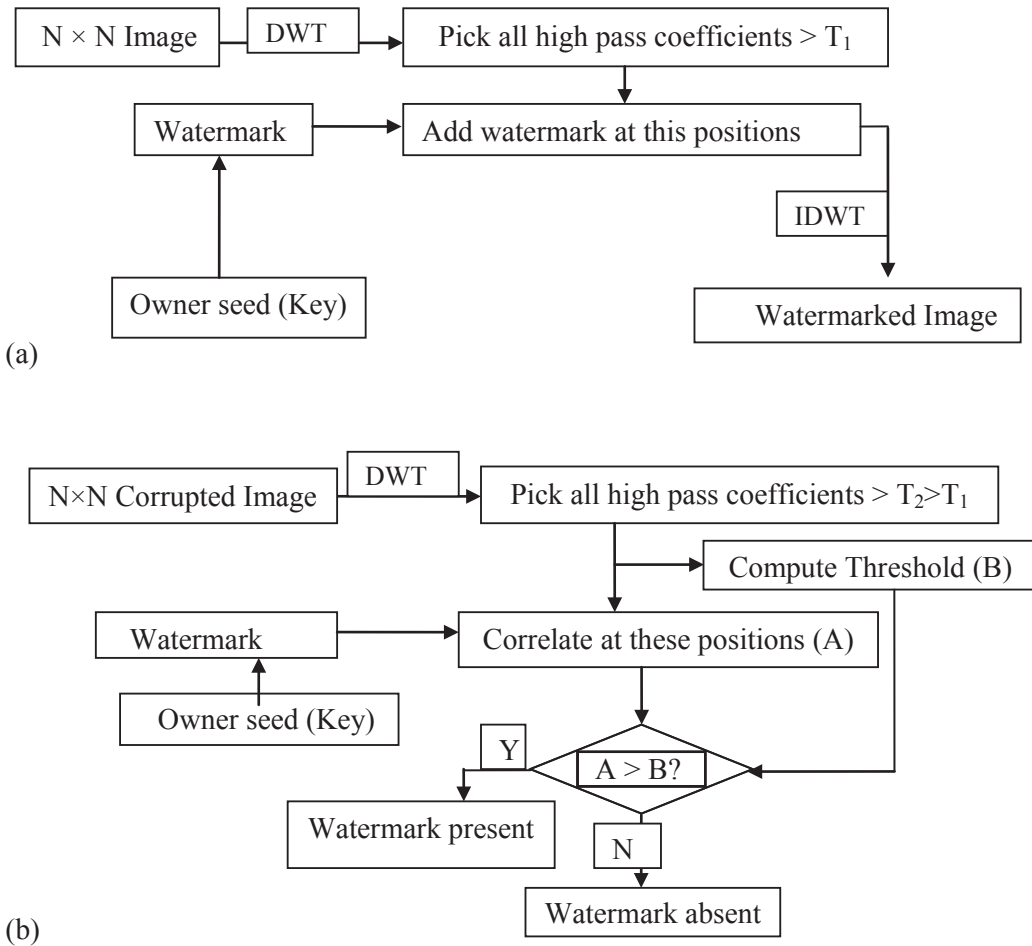 N × N Image
DWT
Pick all high pass coefficients > T₁
Watermark
Add watermark at this positions
IDWT
Owner seed (Key)
Watermarked Image
(a)
N×N Corrupted Image
DWT
Pick all high pass coefficients > T₂>T₁
Compute Threshold (B)
Watermark
Correlate at these positions (A)
Owner seed (Key)
Y
A > B?
Watermark present
N
Watermark absent
(b)